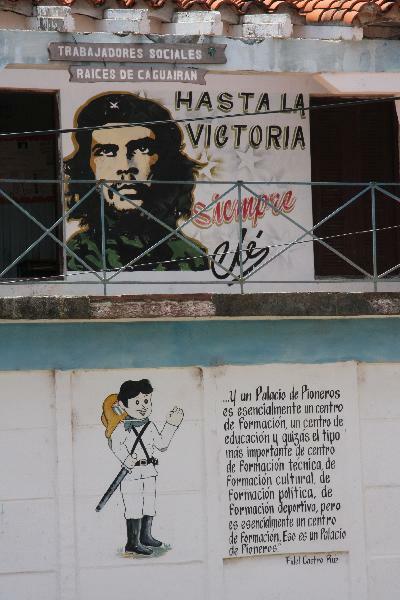 TRABAJADORES SOCIALES
RAICES DE CAGUAIRAN
HASTA LA
VICTORIA
siempre
Ché
...Y un Palacio de Pioneros
es esencialmente un centro
de Formación, un centro de
educación y quizas el tipo
más importante de centro
de Formación técnica, de
Formación cultural, de
Formación política, de
Formación deportiva, pero
es esencialmente un centro
de Formación. Eso es un Palacio
de Pioneros"
Fidel Castro Ruz